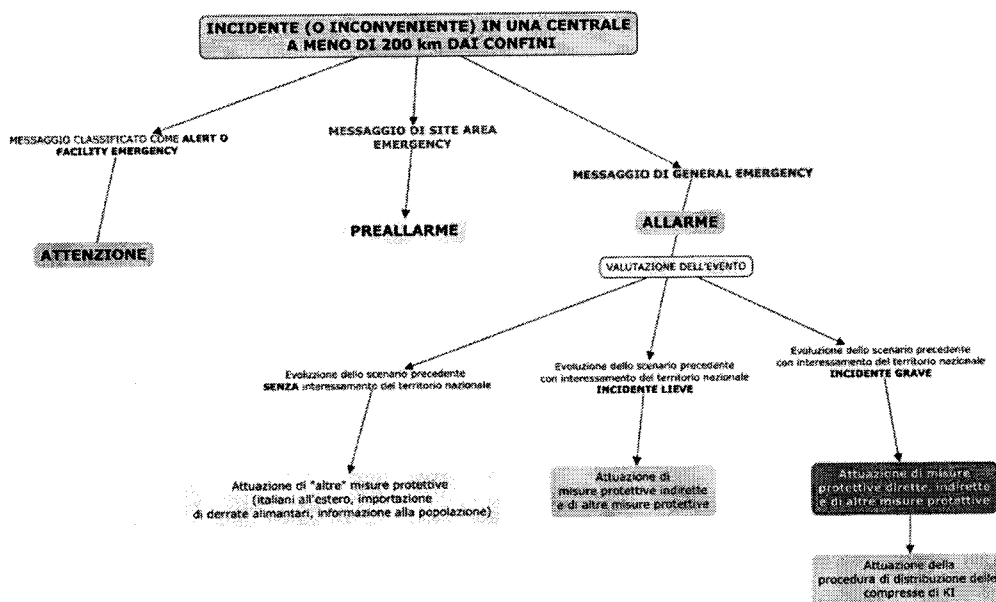 INCIDENTE (O INCONVENIENTE) IN UNA CENTRALE
A MENO DI 200 km DAI CONFINI
MESSAGGIO CLASSIFICATO COME ALERT O
FACILITY EMERGENCY
MESSAGGIO DI SITE AREA
EMERGENCY
MESSAGGIO DI GENERAL EMERGENCY
ATTENZIONE
PREALLARME
ALLARME
VALUTAZIONE DELL'EVENTO
Evoluzione dello scenario precedente
SENZA interessamento del territorio nazionale
Evoluzione dello scenario precedente
con interessamento del territorio nazionale
INCIDENTE LIEVE
Evoluzione dello scenario precedente
con interessamento del territorio nazionale
INCIDENTE GRAVE
Attuazione di "altre" misure protettive
(italiani all'estero, importazione
di derrate alimentari, informazione alla popolazione)
Attuazione di
misure protettive indirette
e di altre misure protettive
Attuazione di misure
protettive dirette, indirette
e di altre misure protettive
Attuazione della
procedura di distribuzione delle
compresse di KI